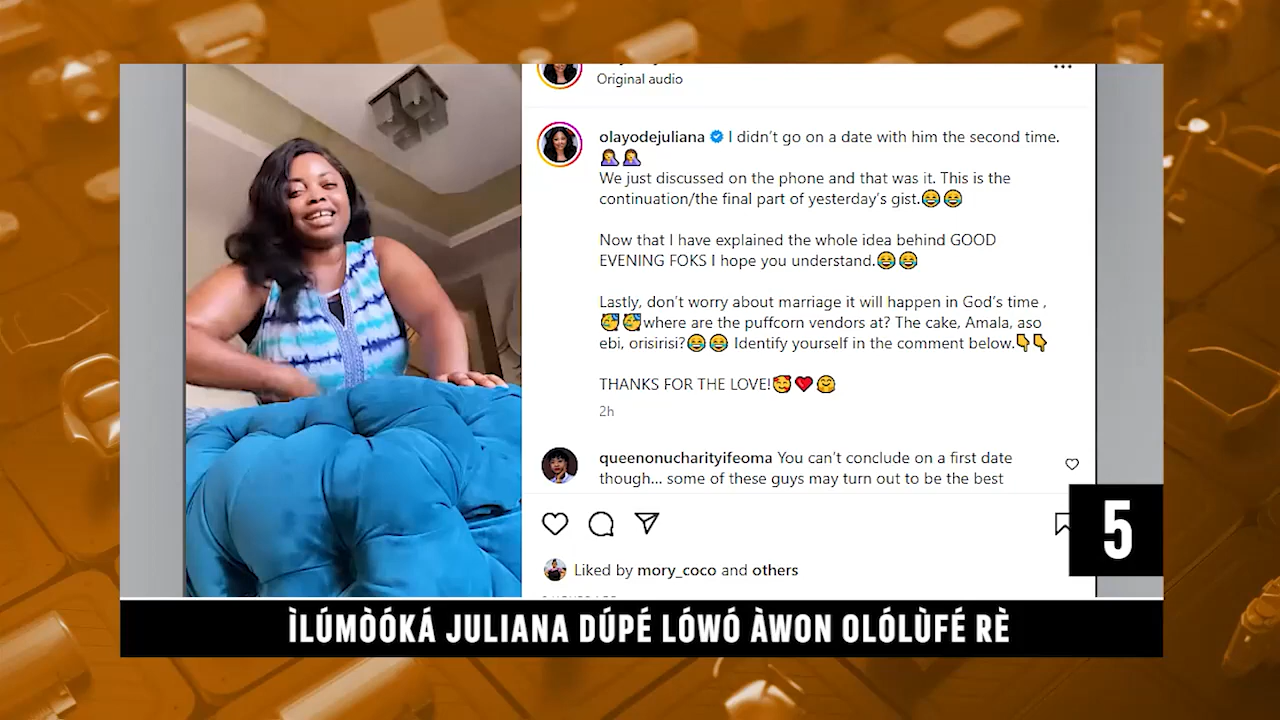 Original audio
olayodejuliana I didn't go on a date with him the second time.
🤦‍♀️🤦‍♀️
We just discussed on the phone and that was it. This is the
continuation/the final part of yesterday's gist.😂😂
Now that I have explained the whole idea behind GOOD
EVENING FOKS I hope you understand.😂😂
Lastly, don't worry about marriage it will happen in God's time ,
🥳🥳where are the puffcorn vendors at? The cake, Amala, aso
ebi, orisirisi?😂😂 Identify yourself in the comment below.👇👇
THANKS FOR THE LOVE!🥰❤️🤗
2h
queenonucharityifeoma You can't conclude on a first date
though... some of these guys may turn out to be the best
Liked by mory_coco and others
5
ÌLÚMÒÓKÁ JULIANA DÚPÉ LÓWÓ ÀWON OLÓLÙFÉ RÈ